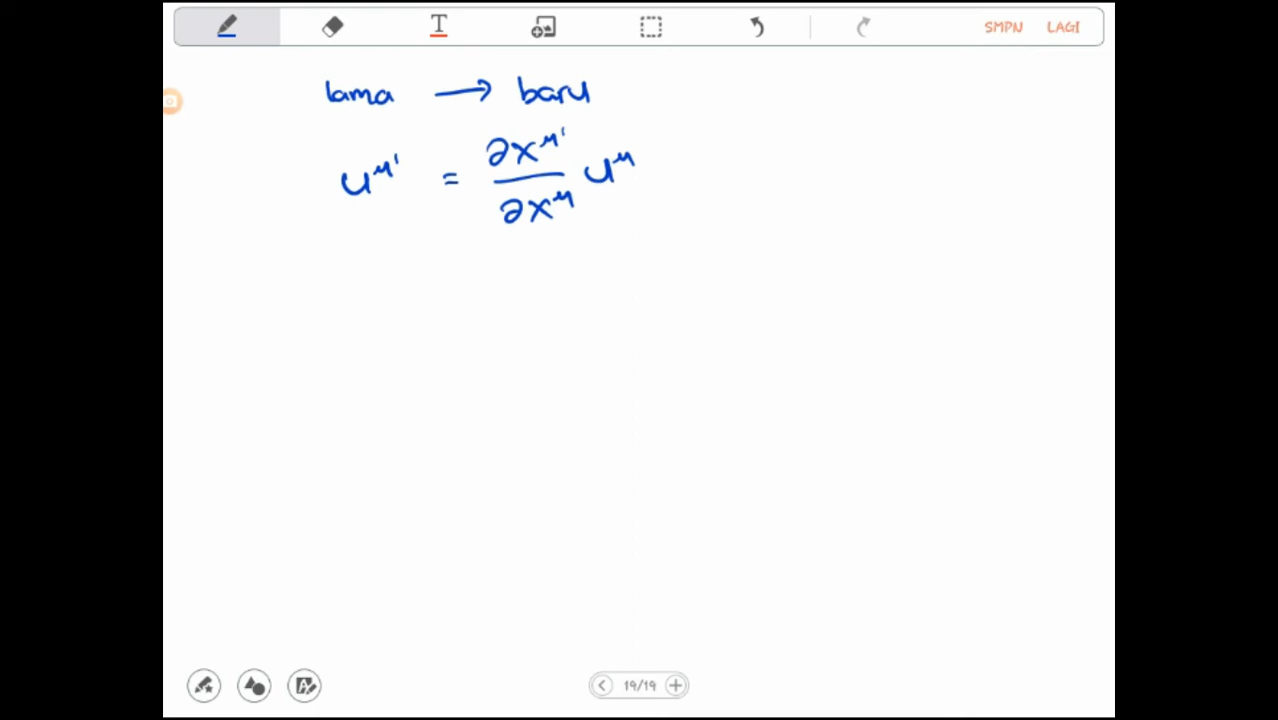 T SMPN LAGI
lama → baru
u^μ' = ∂x^μ' / ∂x^μ u^μ
19/19